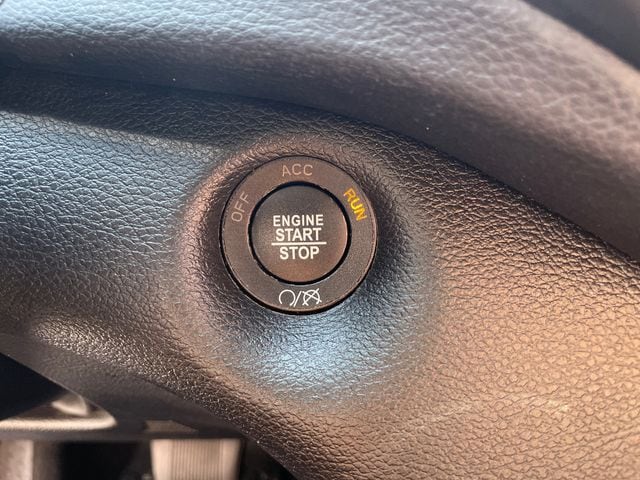 OFF
ACC
RUN
ENGINE
START
STOP